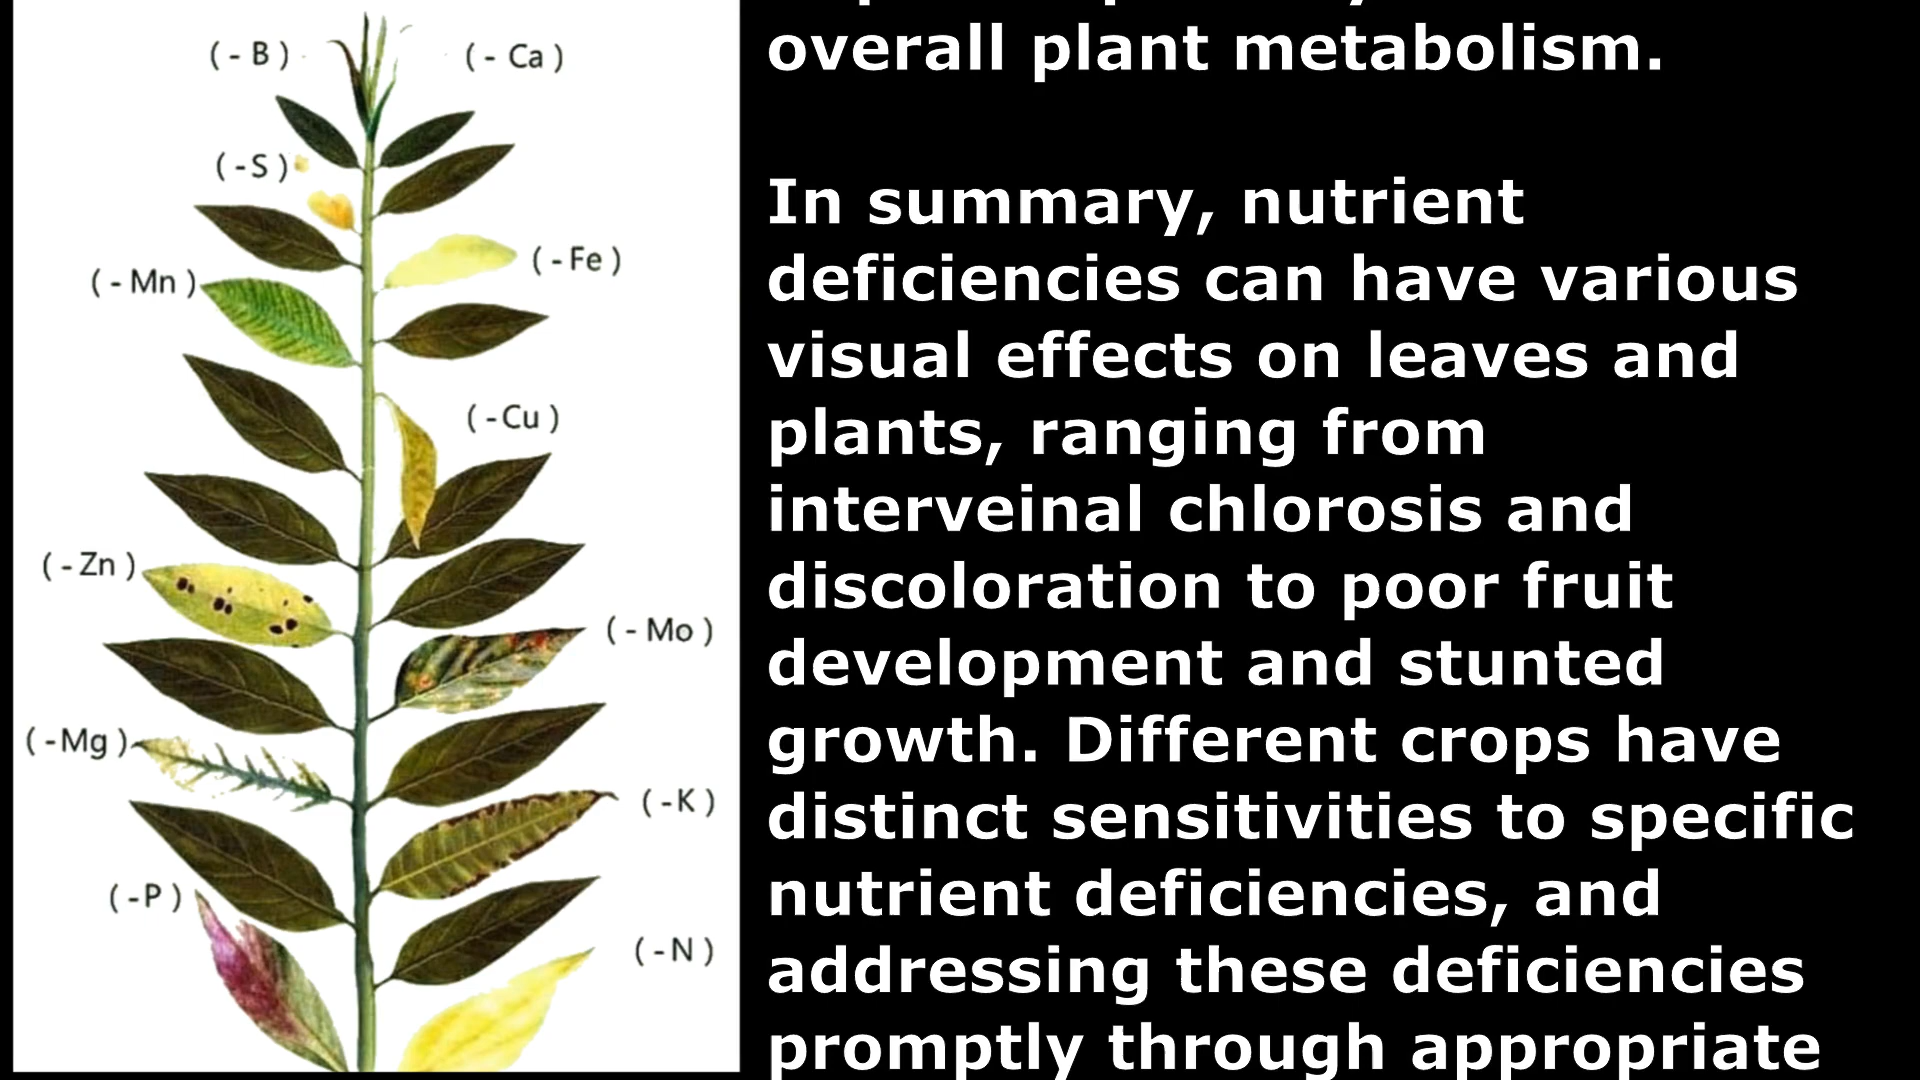 ( - B )
( - Ca )
( -S )
( -Fe )
( - Mn )
( -Cu )
( -Zn )
( - Mo )
( -Mg )
( -K )
( -P )
( -N )
overall plant metabolism.
In summary, nutrient
deficiencies can have various
visual effects on leaves and
plants, ranging from
interveinal chlorosis and
discoloration to poor fruit
development and stunted
growth. Different crops have
distinct sensitivities to specific
nutrient deficiencies, and
addressing these deficiencies
promptly through appropriate